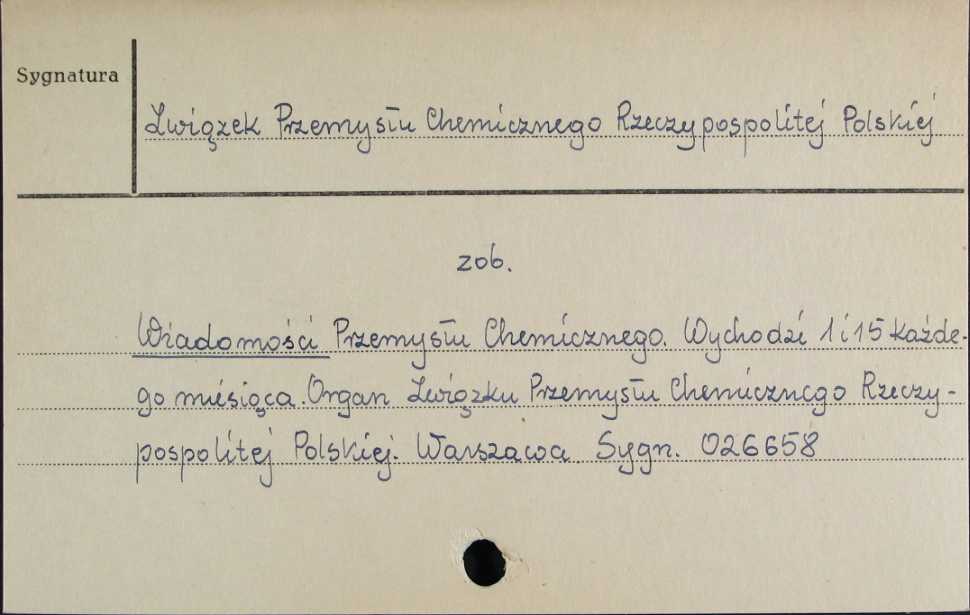 Sygnatura
Związek Przemysłu Chemicznego Rzeczypospolitej Polskiej
zob.
Wiadomości Przemysłu Chemicznego. Wychodzi 1 i 15 każde-
go miesiąca. Organ Związku Przemysłu Chemicznego Rzeczy-
pospolitej Polskiej. Warszawa Sygn. 026658